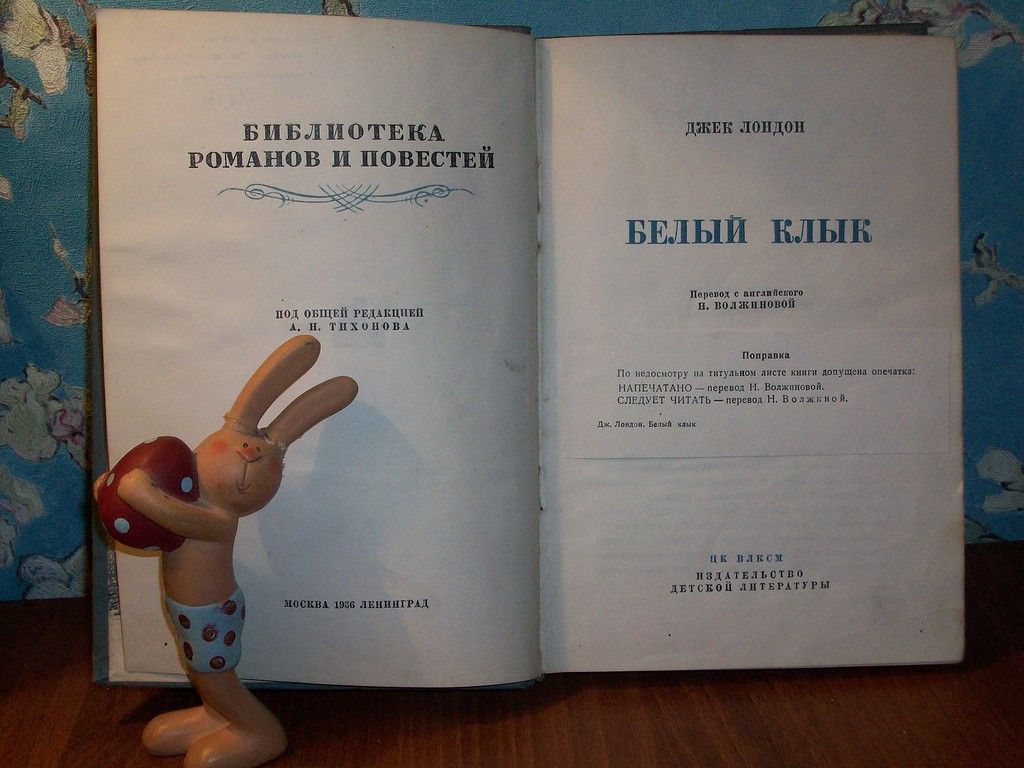 БИБЛИОТЕКА
РОМАНОВ И ПОВЕСТЕЙ
ПОД ОБЩЕЙ РЕДАКЦИЕЙ
А. Н. ТИХОНОВА
МОСКВА 1936 ЛЕНИНГРАД
ДЖЕК ЛОНДОН
БЕЛЫЙ КЛЫК
Перевод с английского
Н. ВОЛЖИНОВОЙ
Поправка
По недосмотру на титульном листе книги допущена опечатка:
НАПЕЧАТАНО — перевод Н. Волжиновой.
СЛЕДУЕТ ЧИТАТЬ — перевод Н. Волжиной.
Дж. Лондон. Белый клык
ЦК ВЛКСМ
ИЗДАТЕЛЬСТВО
ДЕТСКОЙ ЛИТЕРАТУРЫ